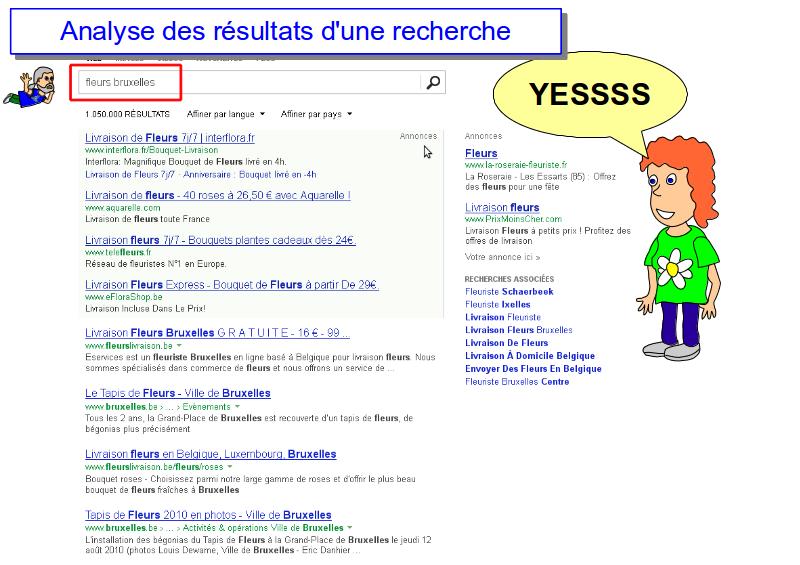 Analyse des résultats d'une recherche
YESSSS
fleurs bruxelles
1.050.000 RÉSULTATS Affiner par langue Affiner par pays
Annonces
Livraison de Fleurs 7j/7 | interflora.fr
www.interflora.fr/Bouquet-Livraison
Interflora: Magnifique Bouquet de Fleurs livré en 4h.
Livraison de Fleurs 7j/7 - Anniversaire : Bouquet livré en -4h
Livraison de fleurs - 40 roses à 26,50 € avec Aquarelle !
www.aquarelle.com
Livraison de fleurs toute France
Livraison fleurs 7j/7 - Bouquets plantes cadeaux dès 24€.
www.telefleurs.fr
Réseau de fleuristes N°1 en Europe.
Livraison Fleurs Express - Bouquet de Fleurs à partir De 29€.
www.eFloraShop.be
Livraison Incluse Dans Le Prix!
Livraison Fleurs Bruxelles G R A T U I T E - 16 € - 99 ...
www.fleurslivraison.be
Eservices est un fleuriste Bruxelles en ligne basé à Belgique pour livraison fleurs. Nous
sommes spécialisés dans commerce de fleurs et nous offrons un service de ...
Le Tapis de Fleurs - Ville de Bruxelles
www.bruxelles.be › ... › Evènements
Tous les 2 ans, la Grand-Place de Bruxelles est recouverte d'un tapis de fleurs, de
bégonias plus précisément
Livraison fleurs en Belgique, Luxembourg, Bruxelles
www.fleurslivraison.be/fleurs/roses
Bouquet roses - Choisissez parmi notre large gamme de roses et d'offrir le plus beau
bouquet de fleurs fraîches à Bruxelles
Tapis de Fleurs 2010 en photos - Ville de Bruxelles
www.bruxelles.be › ... › Activités & opérations Ville de Bruxelles
L'installation des bégonias du Tapis de Fleurs à la Grand-Place de Bruxelles le jeudi 12
août 2010 (photos Louis Dewame, Ville de Bruxelles - Eric Danhier ...
Annonces
Fleurs
www.la-roseraie-fleuriste.fr
La Roseraie - Les Essarts (85) : Offrez
des fleurs pour une fête
Livraison fleurs
www.PrixMoinsCher.com
Livraison Fleurs à petits prix ! Profitez des
offres de livraison
Votre annonce ici »
RECHERCHES ASSOCIÉES
Fleuriste Schaerbeek
Fleuriste Ixelles
Livraison Fleuriste
Livraison Fleurs Bruxelles
Livraison De Fleurs
Livraison À Domicile Belgique
Envoyer Des Fleurs En Belgique
Fleuriste Bruxelles Centre